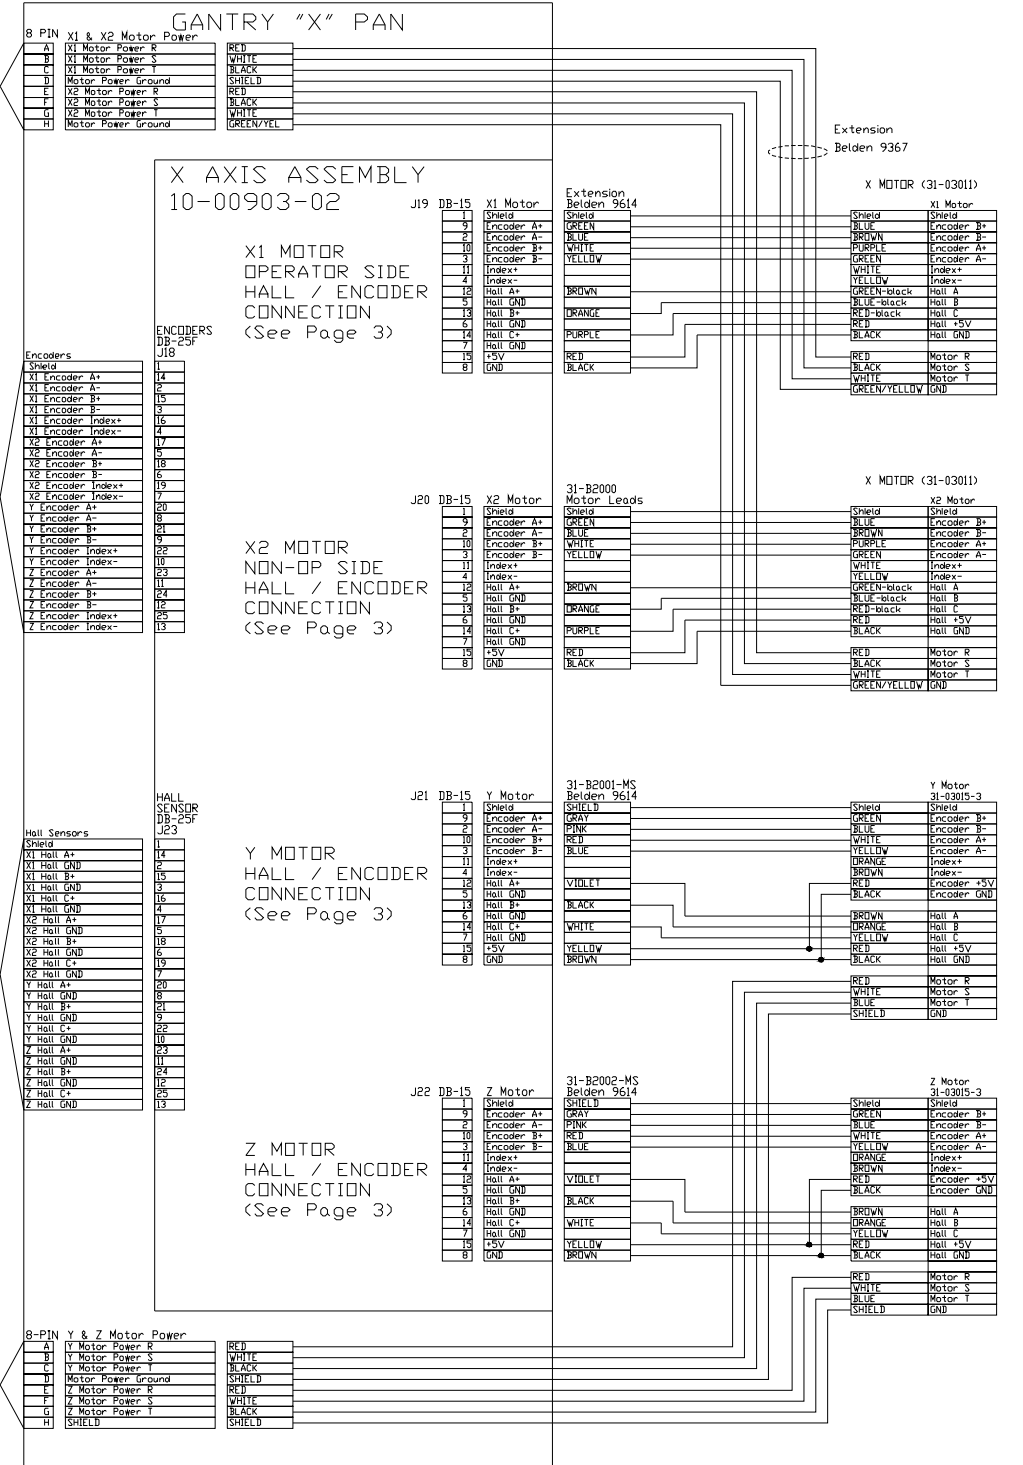 GANTRY "X" PAN
8 PIN X1 & X2 Motor Power
A X1 Motor Power R RED
B X1 Motor Power S WHITE
C X1 Motor Power T BLACK
D Motor Power Ground SHIELD
E X2 Motor Power R RED
F X2 Motor Power S BLACK
G X2 Motor Power T WHITE
H Motor Power Ground GREEN/YEL
Extension
Belden 9367
X AXIS ASSEMBLY
10-00903-02
X1 MOTOR
OPERATOR SIDE
HALL / ENCODER
CONNECTION
(See Page 3)
Extension
J19 DB-15 X1 Motor Belden 9614
1 Shield Shield
9 Encoder A+ GREEN
2 Encoder A- BLUE
10 Encoder B+ WHITE
3 Encoder B- YELLOW
11 Index+
4 Index-
12 Hall A+ BROWN
5 Hall GND
13 Hall B+ ORANGE
6 Hall GND
14 Hall C+ PURPLE
7 Hall GND
15 +5V RED
8 GND BLACK
X MOTOR (31-03011)
X1 Motor
Shield Shield
BLUE Encoder B+
BROWN Encoder B-
PURPLE Encoder A+
GREEN Encoder A-
WHITE Index+
YELLOW Index-
GREEN-black Hall A
BLUE-black Hall B
RED-black Hall C
RED Hall +5V
BLACK Hall GND
RED Motor R
BLACK Motor S
WHITE Motor T
GREEN/YELLOW GND
ENCODERS
DB-25F
J18
Encoders
Shield 1
X1 Encoder A+ 14
X1 Encoder A- 2
X1 Encoder B+ 15
X1 Encoder B- 3
X1 Encoder Index+ 16
X1 Encoder Index- 4
X2 Encoder A+ 17
X2 Encoder A- 5
X2 Encoder B+ 18
X2 Encoder B- 6
X2 Encoder Index+ 19
X2 Encoder Index- 7
Y Encoder A+ 20
Y Encoder A- 8
Y Encoder B+ 21
Y Encoder B- 9
Y Encoder Index+ 22
Y Encoder Index- 10
Z Encoder A+ 23
Z Encoder A- 11
Z Encoder B+ 24
Z Encoder B- 12
Z Encoder Index+ 25
Z Encoder Index- 13
X2 MOTOR
NON-OP SIDE
HALL / ENCODER
CONNECTION
(See Page 3)
31-B2000
J20 DB-15 X2 Motor Motor Leads
1 Shield Shield
9 Encoder A+ GREEN
2 Encoder A- BLUE
10 Encoder B+ WHITE
3 Encoder B- YELLOW
11 Index+
4 Index-
12 Hall A+ BROWN
5 Hall GND
13 Hall B+ ORANGE
6 Hall GND
14 Hall C+ PURPLE
7 Hall GND
15 +5V RED
8 GND BLACK
X MOTOR (31-03011)
X2 Motor
Shield Shield
BLUE Encoder B+
BROWN Encoder B-
PURPLE Encoder A+
GREEN Encoder A-
WHITE Index+
YELLOW Index-
GREEN-black Hall A
BLUE-black Hall B
RED-black Hall C
RED Hall +5V
BLACK Hall GND
RED Motor R
BLACK Motor S
WHITE Motor T
GREEN/YELLOW GND
HALL
SENSOR
DB-25F
J23
Hall Sensors
Shield 1
X1 Hall A+ 14
X1 Hall GND 2
X1 Hall B+ 15
X1 Hall GND 3
X1 Hall C+ 16
X1 Hall GND 4
X2 Hall A+ 17
X2 Hall GND 5
X2 Hall B+ 18
X2 Hall GND 6
X2 Hall C+ 19
X2 Hall GND 7
Y Hall A+ 20
Y Hall GND 8
Y Hall B+ 21
Y Hall GND 9
Y Hall C+ 22
Y Hall GND 10
Z Hall A+ 23
Z Hall GND 11
Z Hall B+ 24
Z Hall GND 12
Z Hall C+ 25
Z Hall GND 13
Y MOTOR
HALL / ENCODER
CONNECTION
(See Page 3)
31-B2001-MS
J21 DB-15 Y Motor Belden 9614
1 Shield SHIELD
9 Encoder A+ GRAY
2 Encoder A- PINK
10 Encoder B+ RED
3 Encoder B- BLUE
11 Index+
4 Index-
12 Hall A+ VIOLET
5 Hall GND
13 Hall B+ BLACK
6 Hall GND
14 Hall C+ WHITE
7 Hall GND
15 +5V YELLOW
8 GND BROWN
Y Motor
31-03015-3
Shield Shield
GREEN Encoder B+
BLUE Encoder B-
WHITE Encoder A+
YELLOW Encoder A-
ORANGE Index+
BROWN Index-
RED Encoder +5V
BLACK Encoder GND
BROWN Hall A
ORANGE Hall B
YELLOW Hall C
RED Hall +5V
BLACK Hall GND
RED Motor R
WHITE Motor S
BLUE Motor T
SHIELD GND
Z MOTOR
HALL / ENCODER
CONNECTION
(See Page 3)
31-B2002-MS
J22 DB-15 Z Motor Belden 9614
1 Shield SHIELD
9 Encoder A+ GRAY
2 Encoder A- PINK
10 Encoder B+ RED
3 Encoder B- BLUE
11 Index+
4 Index-
12 Hall A+ VIOLET
5 Hall GND
13 Hall B+ BLACK
6 Hall GND
14 Hall C+ WHITE
7 Hall GND
15 +5V YELLOW
8 GND BROWN
Z Motor
31-03015-3
Shield Shield
GREEN Encoder B+
BLUE Encoder B-
WHITE Encoder A+
YELLOW Encoder A-
ORANGE Index+
BROWN Index-
RED Encoder +5V
BLACK Encoder GND
BROWN Hall A
ORANGE Hall B
YELLOW Hall C
RED Hall +5V
BLACK Hall GND
RED Motor R
WHITE Motor S
BLUE Motor T
SHIELD GND
8-PIN Y & Z Motor Power
A Y Motor Power R RED
B Y Motor Power S WHITE
C Y Motor Power T BLACK
D Motor Power Ground SHIELD
E Z Motor Power R RED
F Z Motor Power S WHITE
G Z Motor Power T BLACK
H SHIELD SHIELD